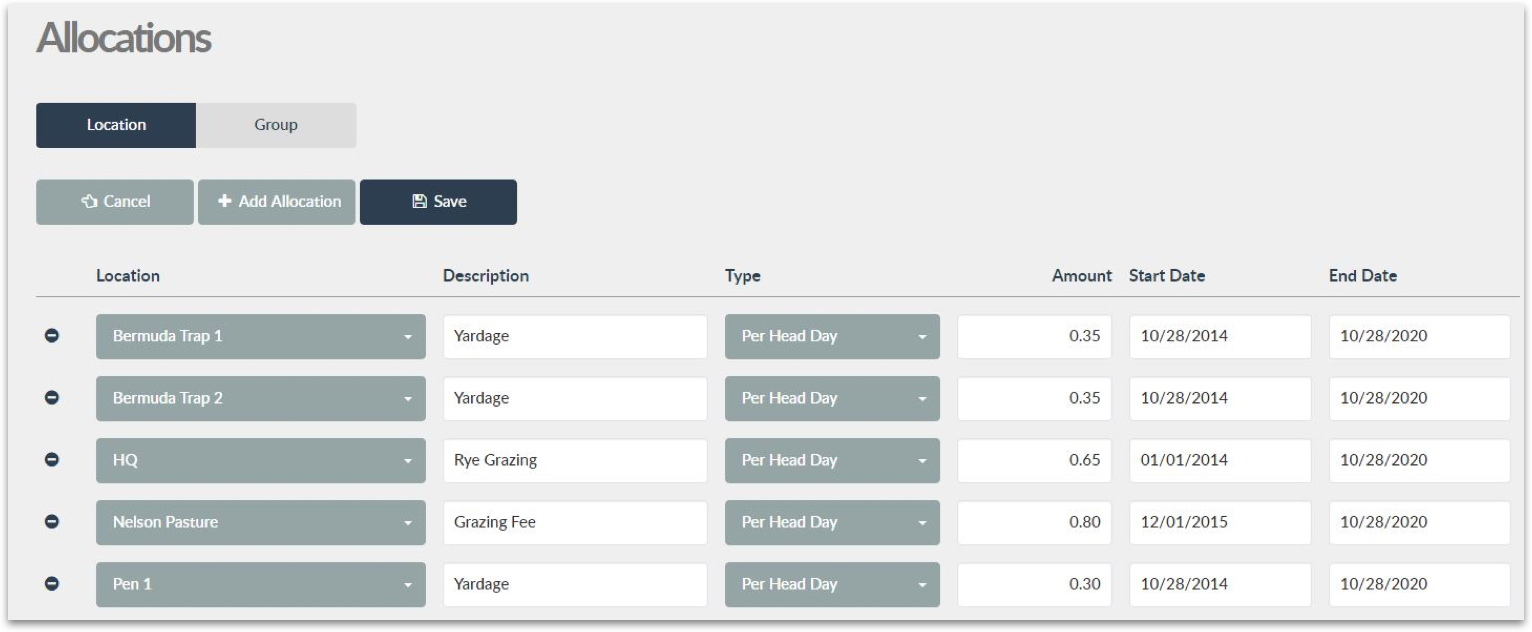 Allocations
Location Group
Cancel Add Allocation Save
Location Description Type Amount Start Date End Date
Bermuda Trap 1 Yardage Per Head Day 0.35 10/28/2014 10/28/2020
Bermuda Trap 2 Yardage Per Head Day 0.35 10/28/2014 10/28/2020
HQ Rye Grazing Per Head Day 0.65 01/01/2014 10/28/2020
Nelson Pasture Grazing Fee Per Head Day 0.80 12/01/2015 10/28/2020
Pen 1 Yardage Per Head Day 0.30 10/28/2014 10/28/2020